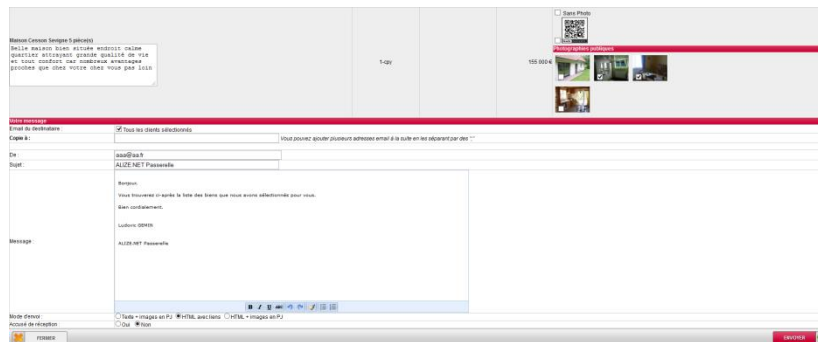 Sans Photo
Maison Cesson Sevigne 5 pièce(s)
Belle maison bien située endroit calme
quartier attrayant grande qualité de vie
et tout confort car nombreux avantages
proches que chez votre chez vous pas loin
1-cpy
155 000 €
Photographies publiques
Votre message
Email du destinataire :
Tous les clients sélectionnés
Copie à :
Vous pouvez ajouter plusieurs adresses email à la suite en les séparant par des ";"
De :
aaa@aa.fr
Sujet :
ALIZE.NET Passerelle
Bonjour,
Vous trouverez ci-après la liste des biens que nous avons sélectionnés pour vous.
Bien cordialement.
Ludovic
ALIZE.NET Passerelle
Message :
B I U ABC
Mode d'envoi :
Texte + images en PJ HTML avec liens HTML + images en PJ
Accusé de réception :
Oui Non
FERMER
ENVOYER